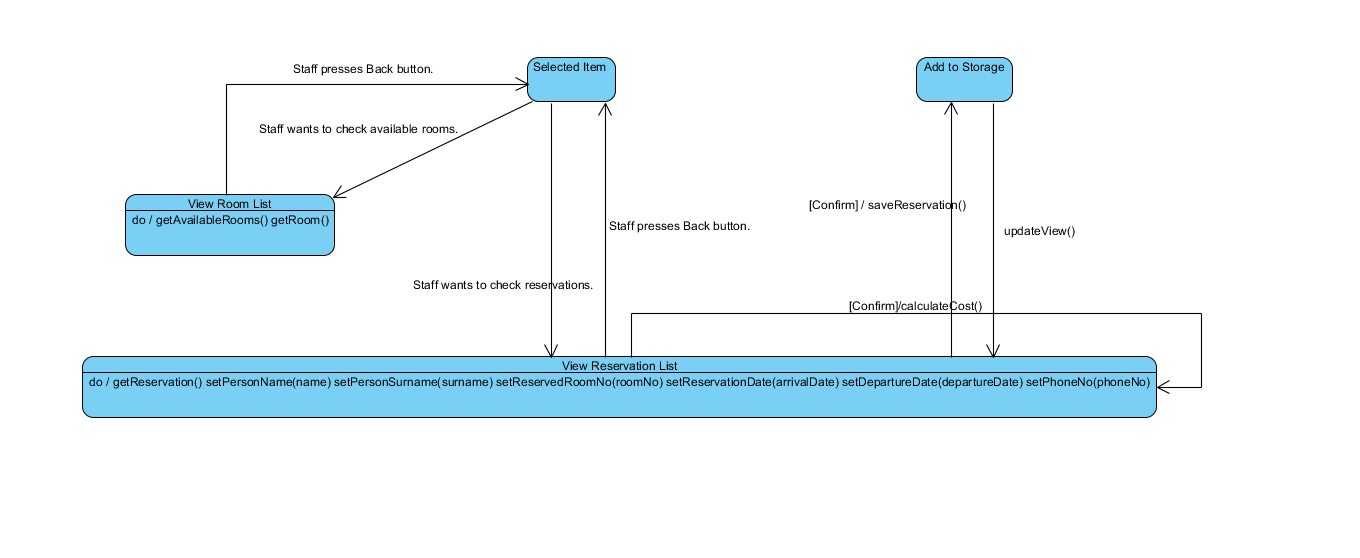 Staff presses Back button.
Selected Item
Add to Storage
Staff wants to check available rooms.
View Room List
do / getAvailableRooms() getRoom()
[Confirm] / saveReservation()
Staff presses Back button.
updateView()
Staff wants to check reservations.
[Confirm]/calculateCost()
View Reservation List
do / getReservation() setPersonName(name) setPersonSurname(surname) setReservedRoomNo(roomNo) setReservationDate(arrivalDate) setDepartureDate(departureDate) setPhoneNo(phoneNo)